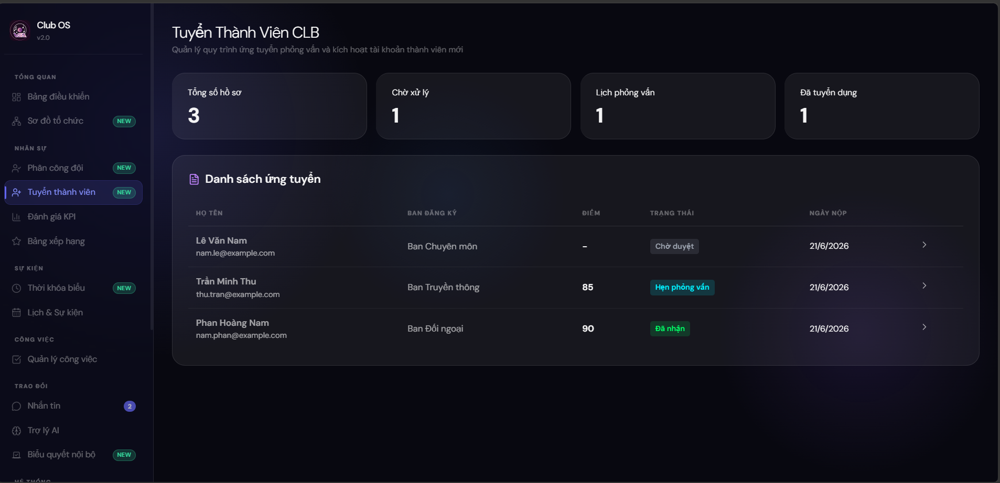 Club OS
v2.0
TỔNG QUAN
Bảng điều khiển
Sơ đồ tổ chức NEW
NHÂN SỰ
Phân công đội NEW
Tuyển thành viên NEW
Đánh giá KPI
Bảng xếp hạng
SỰ KIỆN
Thời khóa biểu NEW
Lịch & Sự kiện
CÔNG VIỆC
Quản lý công việc
TRAO ĐỔI
Nhắn tin 2
Trợ lý AI
Biểu quyết nội bộ NEW
HỆ THỐNG
Tuyển Thành Viên CLB
Quản lý quy trình ứng tuyển phỏng vấn và kích hoạt tài khoản thành viên mới
Tổng số hồ sơ
3
Chờ xử lý
1
Lịch phỏng vấn
1
Đã tuyển dụng
1
Danh sách ứng tuyển
HỌ TÊN BAN ĐĂNG KÝ ĐIỂM TRẠNG THÁI NGÀY NỘP
Lê Văn Nam
nam.le@example.com
Ban Chuyên môn – Chờ duyệt 21/6/2026
Trần Minh Thu
thu.tran@example.com
Ban Truyền thông 85 Hẹn phỏng vấn 21/6/2026
Phan Hoàng Nam
nam.phan@example.com
Ban Đối ngoại 90 Đã nhận 21/6/2026